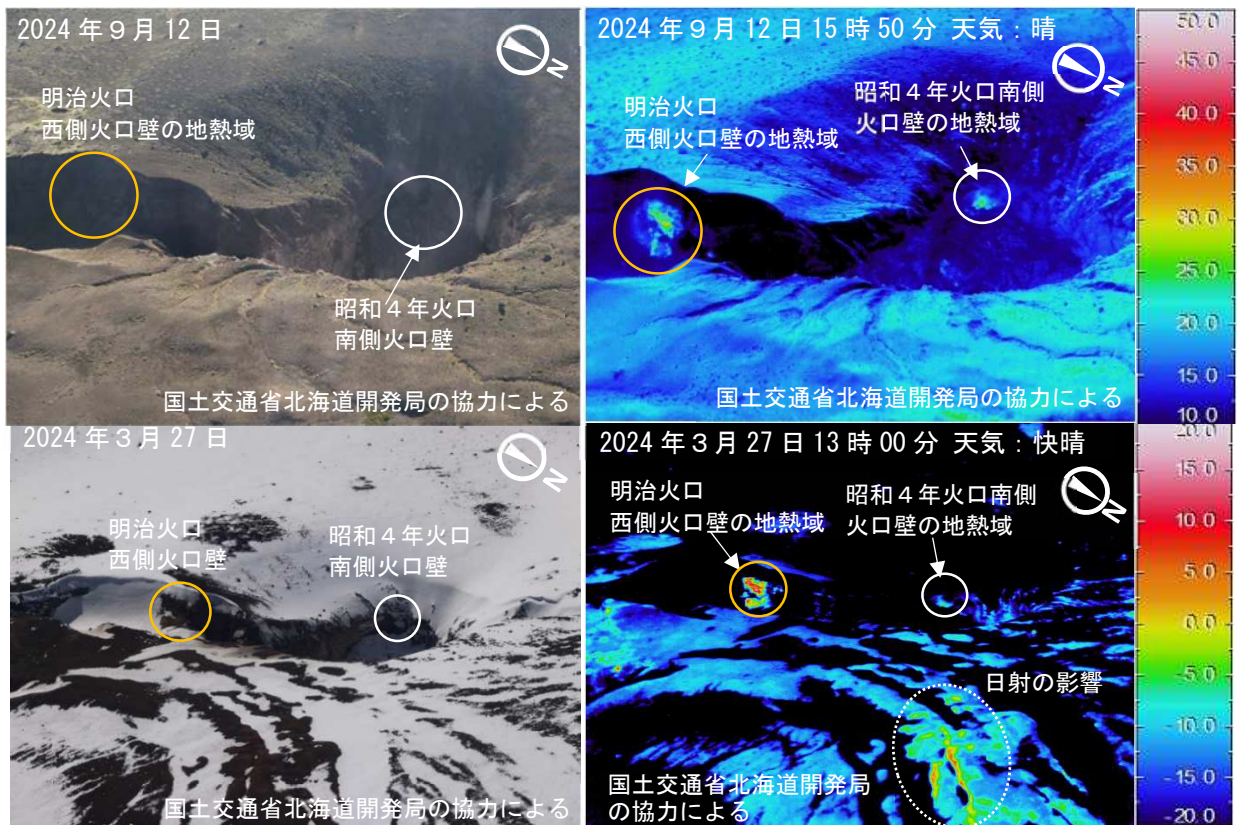 2024年9月12日
明治火口
西側火口壁の地熱域
昭和4年火口
南側火口壁
国土交通省北海道開発局の協力による
N
2024年9月12日15時50分 天気:晴
明治火口
西側火口壁の地熱域
昭和4年火口南側
火口壁の地熱域
国土交通省北海道開発局の協力による
N
50.0
45.0
40.0
35.0
30.0
25.0
20.0
15.0
10.0
2024年3月27日
明治火口
西側火口壁
昭和4年火口
南側火口壁
国土交通省北海道開発局の協力による
N
2024年3月27日13時00分 天気:快晴
明治火口
西側火口壁の地熱域
昭和4年火口南側
火口壁の地熱域
日射の影響
国土交通省北海道開発局
の協力による
N
20.0
15.0
10.0
5.0
0.0
-5.0
-10.0
-15.0
-20.0